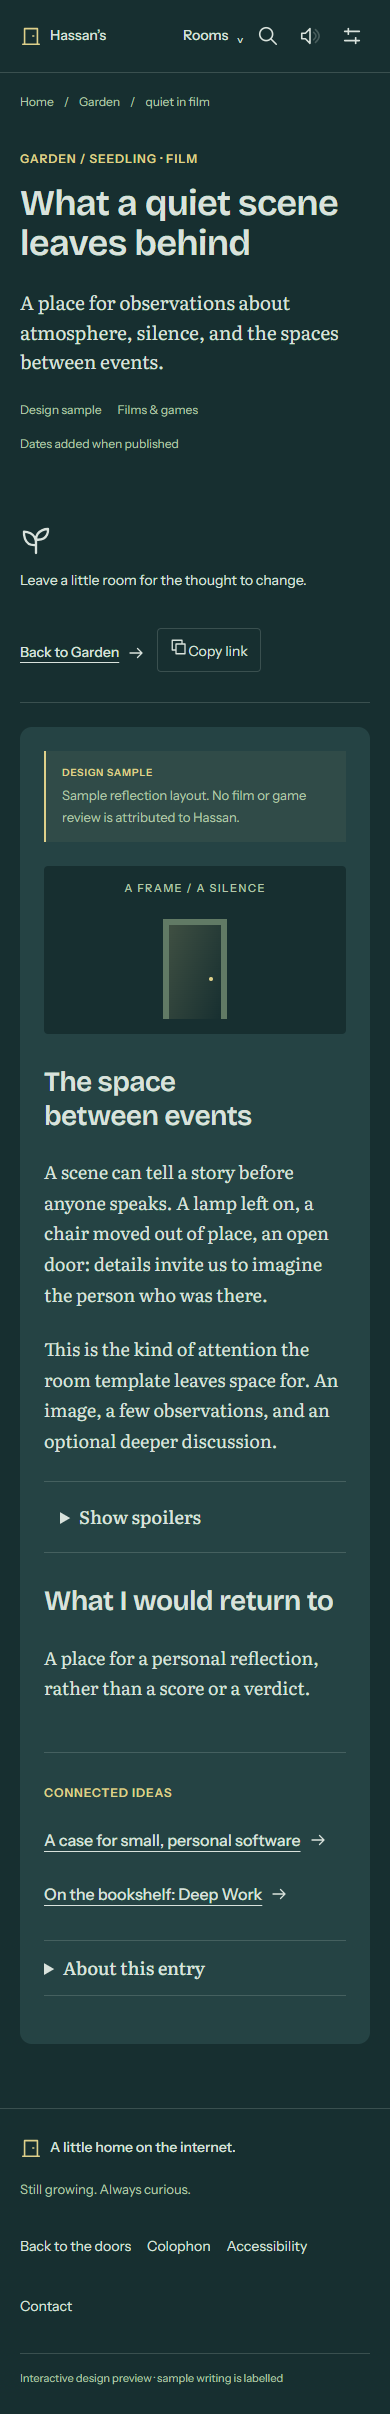 Hassan's
Rooms
Home / Garden / quiet in film
GARDEN / SEEDLING · FILM
What a quiet scene
leaves behind
A place for observations about
atmosphere, silence, and the spaces
between events.
Design sample Films & games
Dates added when published
Leave a little room for the thought to change.
Back to Garden → Copy link
DESIGN SAMPLE
Sample reflection layout. No film or game
review is attributed to Hassan.
A FRAME / A SILENCE
The space
between events
A scene can tell a story before
anyone speaks. A lamp left on, a
chair moved out of place, an open
door: details invite us to imagine
the person who was there.
This is the kind of attention the
room template leaves space for. An
image, a few observations, and an
optional deeper discussion.
Show spoilers
What I would return to
A place for a personal reflection,
rather than a score or a verdict.
CONNECTED IDEAS
A case for small, personal software →
On the bookshelf: Deep Work →
About this entry
A little home on the internet.
Still growing. Always curious.
Back to the doors Colophon Accessibility
Contact
Interactive design preview · sample writing is labelled